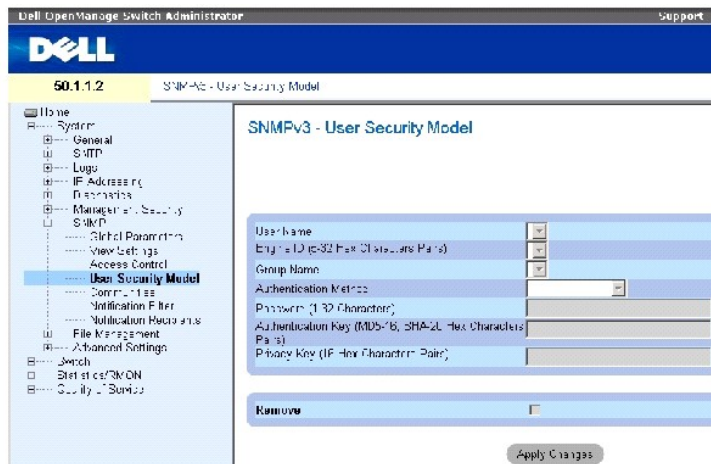 Dell OpenManage Switch Administrator
Support
DELL
50.1.1.2
SNMPv3 - User Security Model
Home
System
General
SNTP
Logs
IP Addressing
Diagnostics
Management Security
SNMP
Global Parameters
View Settings
Access Control
User Security Model
Communities
Notification Filter
Notification Recipients
File Management
Advanced Settings
Switch
Statistics/RMON
Quality of Service
SNMPv3 - User Security Model
User Name
Engine ID (5-32 Hex Characters Pairs)
Group Name
Authentication Method
Password (1-32 Characters)
Authentication Key (MD5-16, SHA-20 Hex Characters
Pairs)
Privacy Key (16 Hex Characters Pairs)
Remove
Apply Changes